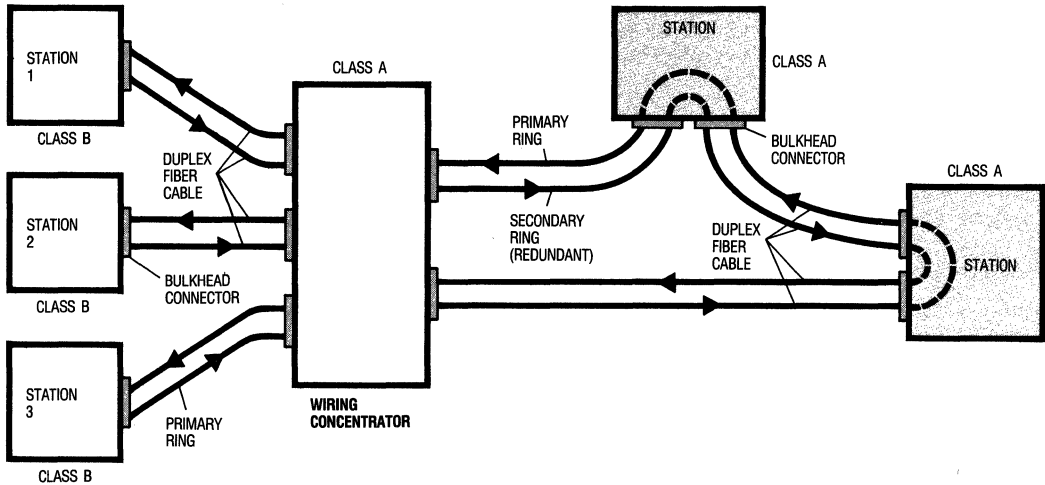 STATION
1
CLASS B
STATION
2
CLASS B
STATION
3
CLASS B
DUPLEX
FIBER
CABLE
BULKHEAD
CONNECTOR
PRIMARY
RING
CLASS A
WIRING
CONCENTRATOR
PRIMARY
RING
SECONDARY
RING
(REDUNDANT)
STATION
CLASS A
BULKHEAD
CONNECTOR
DUPLEX
FIBER
CABLE
CLASS A
STATION